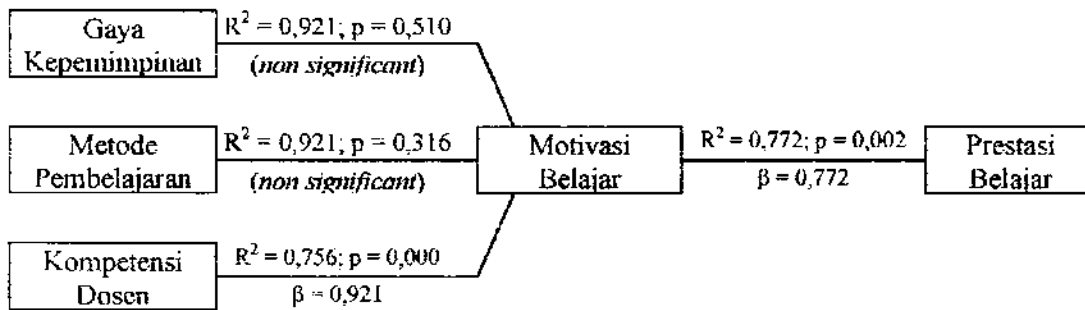 Gaya
Kepemimpinan
R² = 0,921; p = 0,510
(non significant)
Metode
Pembelajaran
R² = 0,921; p = 0,316
(non significant)
Motivasi
Belajar
R² = 0,772; p = 0,002
β = 0,772
Prestasi
Belajar
Kompetensi
Dosen
R² = 0,756; p = 0,000
β = 0,921